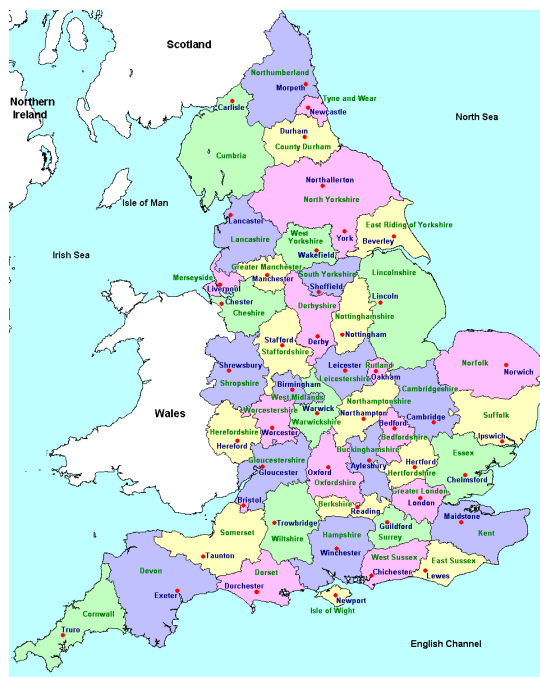 Scotland
Northumberland
Morpeth
Tyne and Wear
Northern
Ireland
Carlisle
Newcastle
North Sea
Durham
County Durham
Cumbria
Northallerton
North Yorkshire
Isle of Man
Lancaster
East Riding of Yorkshire
West
Yorkshire
York
Beverley
Lancashire
Wakefield
Irish Sea
Greater Manchester
South Yorkshire
Lincolnshire
Merseyside
Manchester
Liverpool
Sheffield
Chester
Derbyshire
Lincoln
Cheshire
Nottinghamshire
Stafford
Derby
Nottingham
Staffordshire
Norfolk
Shrewsbury
Leicester
Rutland
Norwich
Shropshire
Birmingham
Leicestershire
Oakham
Cambridgeshire
West Midlands
Northamptonshire
Wales
Worcestershire
Warwick
Suffolk
Warwickshire
Northampton
Cambridge
Herefordshire
Worcester
Bedford
Bedfordshire
Ipswich
Hereford
Buckinghamshire
Essex
Gloucestershire
Aylesbury
Hertford
Gloucester
Oxford
Hertfordshire
Chelmsford
Oxfordshire
Greater London
Bristol
Berkshire
London
Reading
Maidstone
Trowbridge
Guildford
Somerset
Hampshire
Surrey
Kent
Wiltshire
Winchester
Taunton
West Sussex
East Sussex
Devon
Dorset
Chichester
Lewes
Dorchester
Exeter
Newport
Cornwall
Isle of Wight
Truro
English Channel